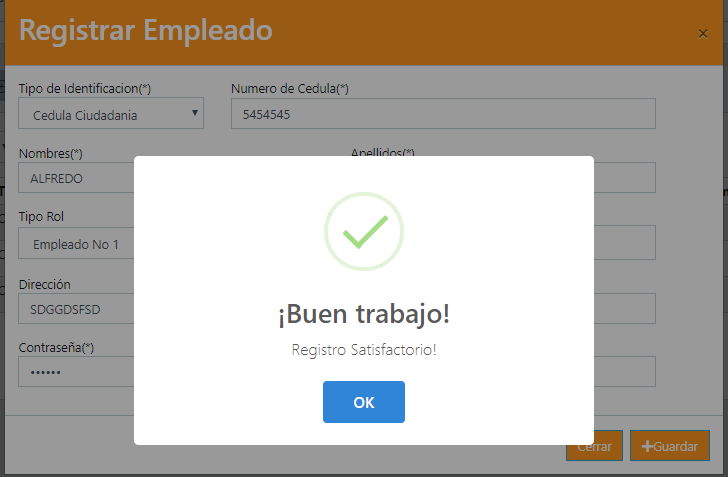 Registrar Empleado
×
Tipo de Identificacion(*) Numero de Cedula(*)
Cedula Ciudadania 5454545
Nombres(*) Apellidos(*)
ALFREDO
Tipo Rol
Empleado No 1
Dirección
SDGGDSFSD
Contraseña(*)
¡Buen trabajo!
Registro Satisfactorio!
OK
Cerrar +Guardar